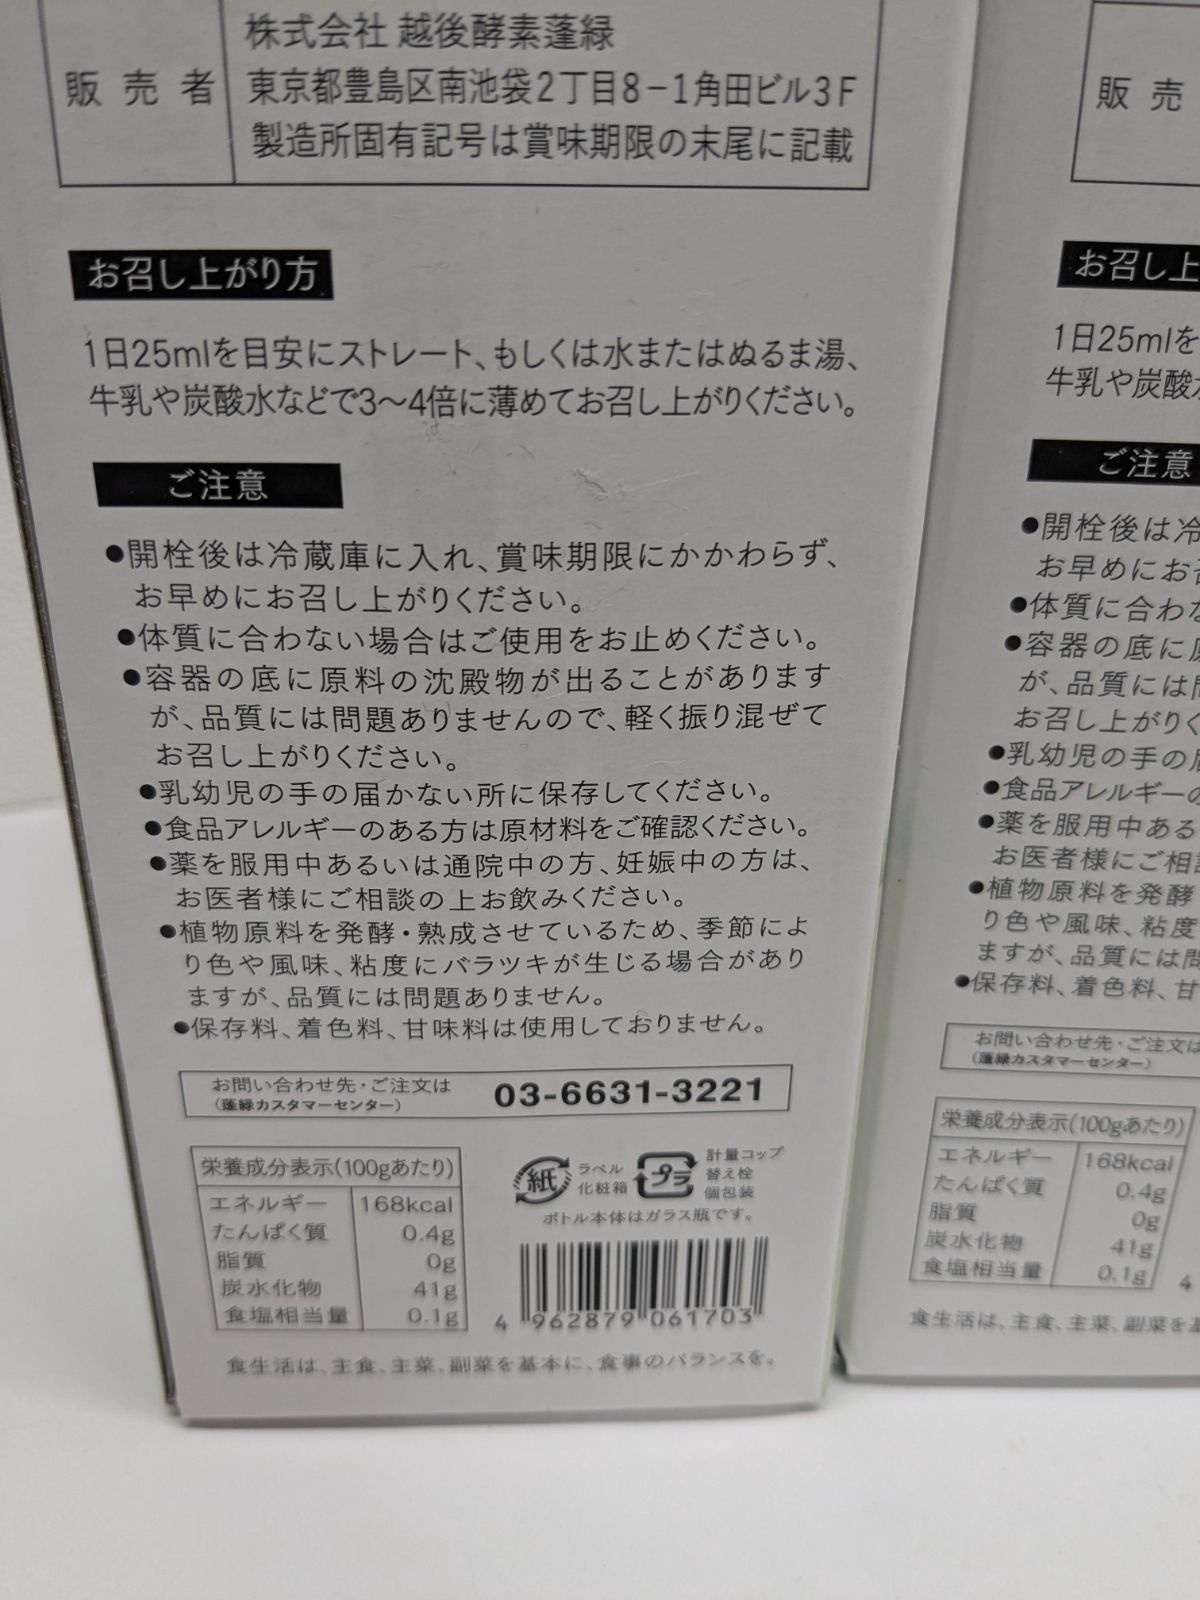 株式会社 越後酵素蓬緑
販売者
東京都豊島区南池袋2丁目8−1角田ビル3F
製造所固有記号は賞味期限の末尾に記載
お召し上がり方
1日25mlを目安にストレート、もしくは水またはぬるま湯、
牛乳や炭酸水などで3〜4倍に薄めてお召し上がりください。
ご注意
●開栓後は冷蔵庫に入れ、賞味期限にかかわらず、
お早めにお召し上がりください。
●体質に合わない場合はご使用をお止めください。
●容器の底に原料の沈殿物が出ることがあります
が、品質には問題ありませんので、軽く振り混ぜて
お召し上がりください。
●乳幼児の手の届かない所に保存してください。
●食品アレルギーのある方は原材料をご確認ください。
●薬を服用中あるいは通院中の方、妊娠中の方は、
お医者様にご相談の上お飲みください。
●植物原料を発酵・熟成させているため、季節によ
り色や風味、粘度にバラツキが生じる場合があり
ますが、品質には問題ありません。
●保存料、着色料、甘味料は使用しておりません。
お問い合わせ先・ご注文は
(蓬緑カスタマーセンター)
03-6631-3221
栄養成分表示(100gあたり)
エネルギー 168kcal
たんぱく質 0.4g
脂質 0g
炭水化物 41g
食塩相当量 0.1g
紙
ラベル
化粧箱
プラ
計量コップ
替え栓
個包装
ボトル本体はガラス瓶です。
4 962879 061703
食生活は、主食、主菜、副菜を基本に、食事のバランスを。
販売
お召し上
1日25mlを
牛乳や炭酸
ご注意
●開栓後は冷
お早めにお召
●体質に合わな
●容器の底に原
が、品質には問
お召し上がりく
●乳幼児の手の届
●食品アレルギーの
●薬を服用中ある
お医者様にご相談
●植物原料を発酵
り色や風味、粘度
ますが、品質には問
●保存料、着色料、甘
お問い合わせ先・ご注文は
(蓬緑カスタマーセンター)
栄養成分表示(100gあたり)
エネルギー 168kcal
たんぱく質 0.4g
脂質 0g
炭水化物 41g
食塩相当量 0.1g
4
食生活は、主食、主菜、副菜を基